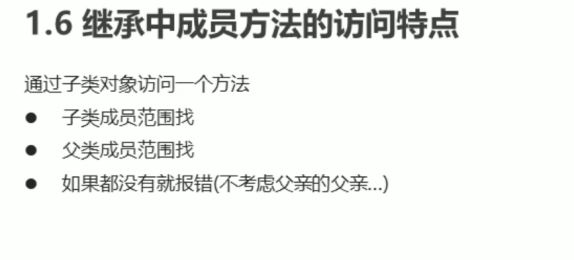 1.6 继承中成员方法的访问特点
通过子类对象访问一个方法
● 子类成员范围找
● 父类成员范围找
● 如果都没有就报错(不考虑父亲的父亲...)